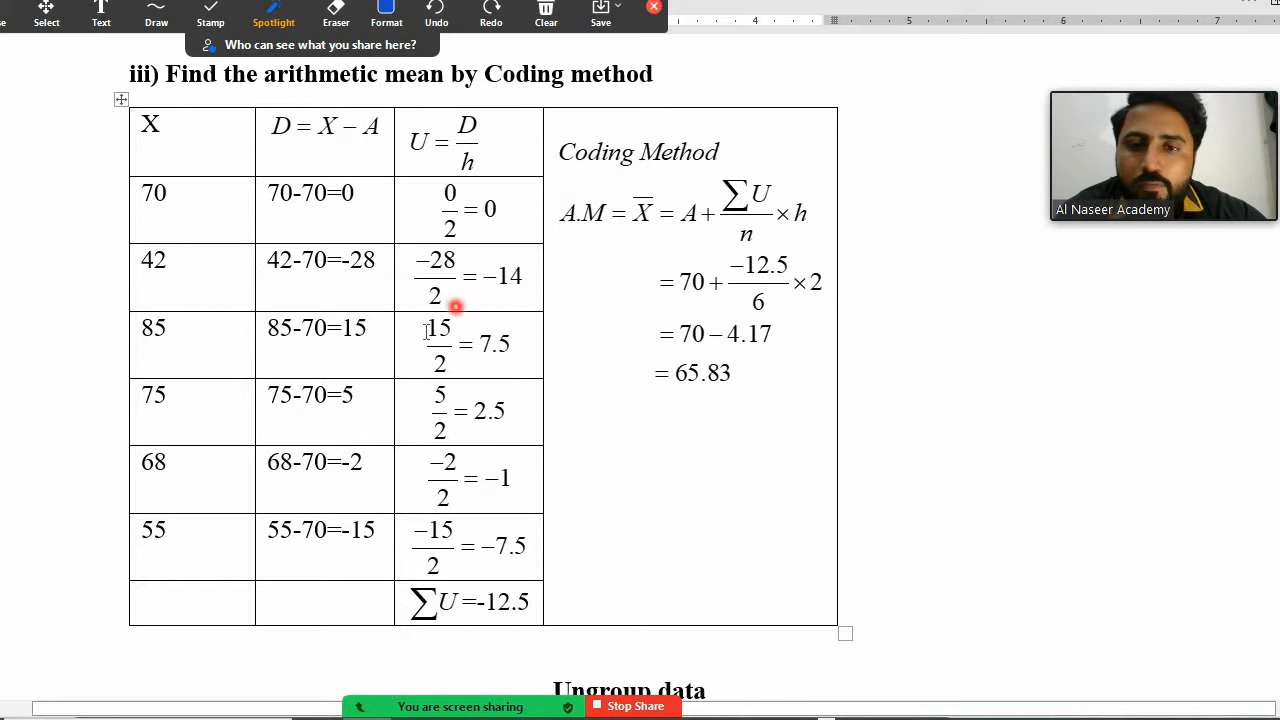 Select Text Draw Stamp Spotlight Eraser Format Undo Redo Clear Save
Who can see what you share here?
4 5 6 7
iii) Find the arithmetic mean by Coding method
X D = X − A U = D/h
70 70-70=0 0/2 = 0
42 42-70=-28 −28/2 = −14
85 85-70=15 15/2 = 7.5
75 75-70=5 5/2 = 2.5
68 68-70=-2 −2/2 = −1
55 55-70=-15 −15/2 = −7.5
∑U=-12.5
Coding Method
A.M = X̅ = A + ∑U/n × h
= 70 + −12.5/6 × 2
= 70 − 4.17
= 65.83
Al Naseer Academy
Ungroup data
You are screen sharing Stop Share